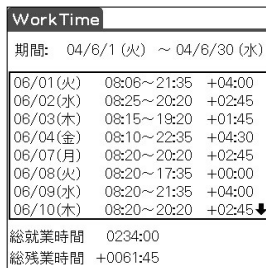 WorkTime
期間: 04/6/1 (火) ～ 04/6/30 (水)
06/01(火) 08:06～21:35 +04:00
06/02(水) 08:25～20:20 +02:45
06/03(木) 08:15～19:20 +01:45
06/04(金) 08:10～22:35 +04:30
06/07(月) 08:20～20:20 +02:45
06/08(火) 08:20～17:35 +00:00
06/09(水) 08:20～21:35 +04:00
06/10(木) 08:20～20:20 +02:45
総就業時間 0234:00
総残業時間 +0061:45